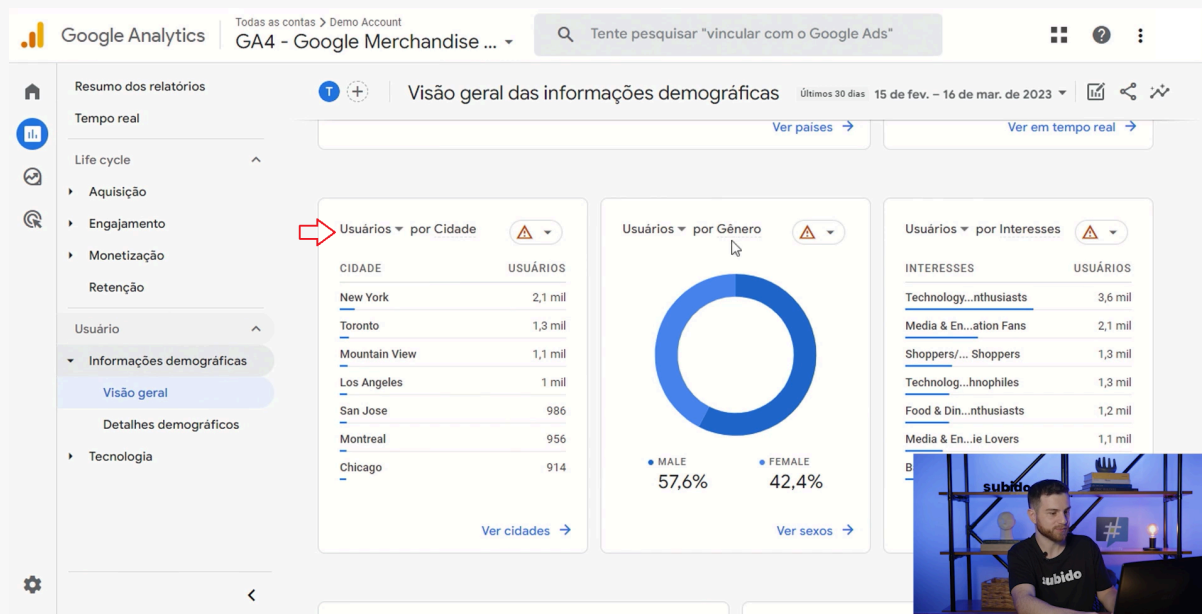 Todas as contas > Demo Account
Google Analytics
GA4 - Google Merchandise ...
Tente pesquisar "vincular com o Google Ads"
Resumo dos relatórios
Tempo real
Life cycle
Aquisição
Engajamento
Monetização
Retenção
Usuário
Informações demográficas
Visão geral
Detalhes demográficos
Tecnologia
T
Visão geral das informações demográficas
Últimos 30 dias 15 de fev. – 16 de mar. de 2023
Ver países
Ver em tempo real
Usuários por Cidade
CIDADE USUÁRIOS
New York 2,1 mil
Toronto 1,3 mil
Mountain View 1,1 mil
Los Angeles 1 mil
San Jose 986
Montreal 956
Chicago 914
Ver cidades
Usuários por Gênero
MALE FEMALE
57,6% 42,4%
Ver sexos
Usuários por Interesses
INTERESSES USUÁRIOS
Technology...nthusiasts 3,6 mil
Media & En...ation Fans 2,1 mil
Shoppers/... Shoppers 1,3 mil
Technolog...hnophiles 1,3 mil
Food & Din...nthusiasts 1,2 mil
Media & En...ie Lovers 1,1 mil
B
subido
#
subido